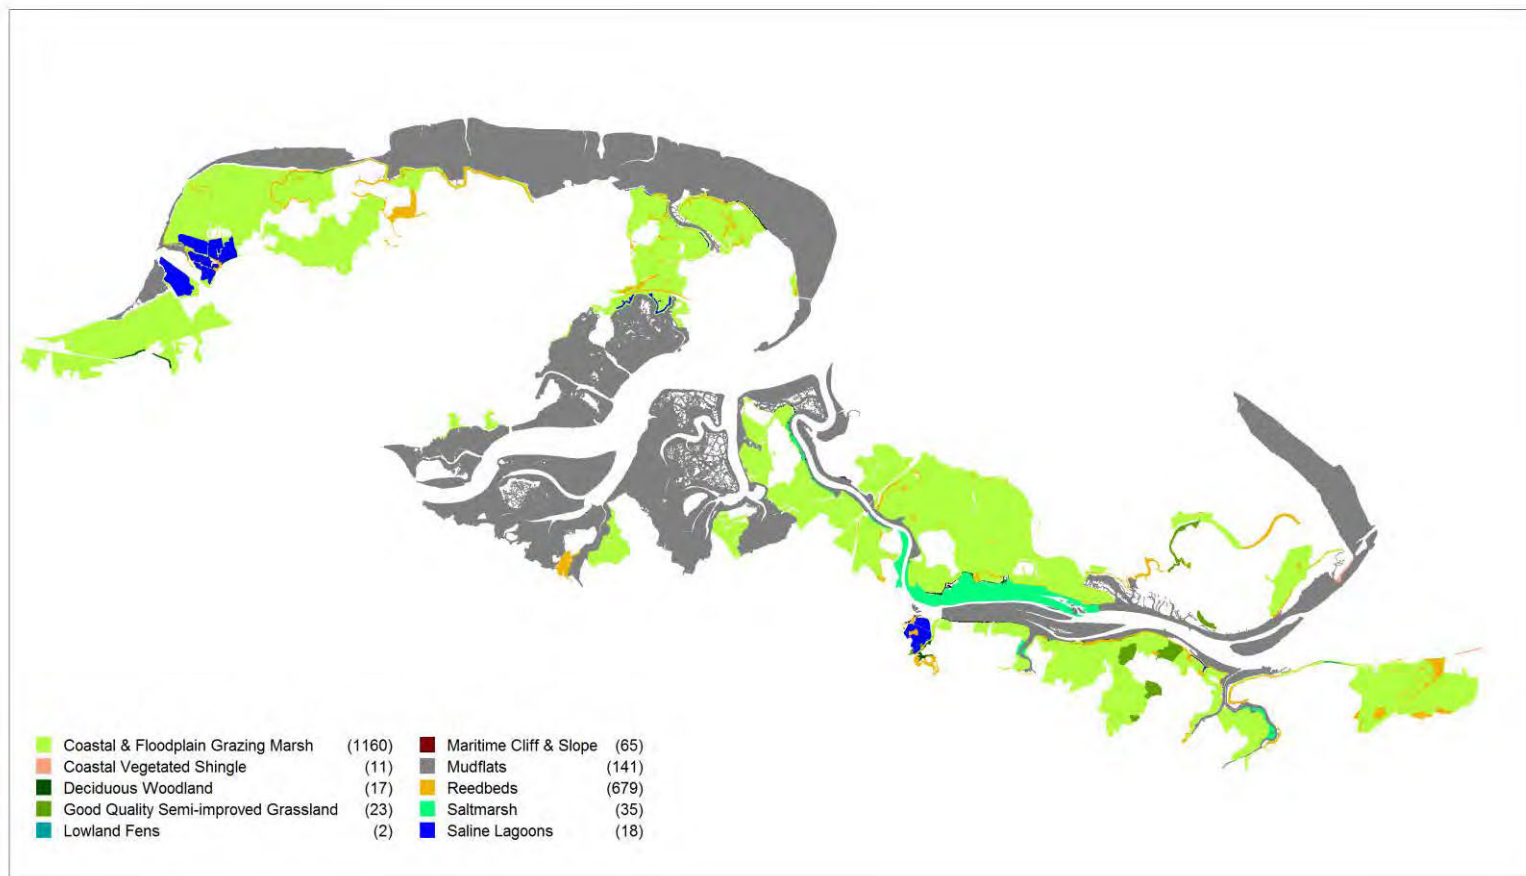 Coastal & Floodplain Grazing Marsh (1160)
Coastal Vegetated Shingle (11)
Deciduous Woodland (17)
Good Quality Semi-improved Grassland (23)
Lowland Fens (2)
Maritime Cliff & Slope (65)
Mudflats (141)
Reedbeds (679)
Saltmarsh (35)
Saline Lagoons (18)